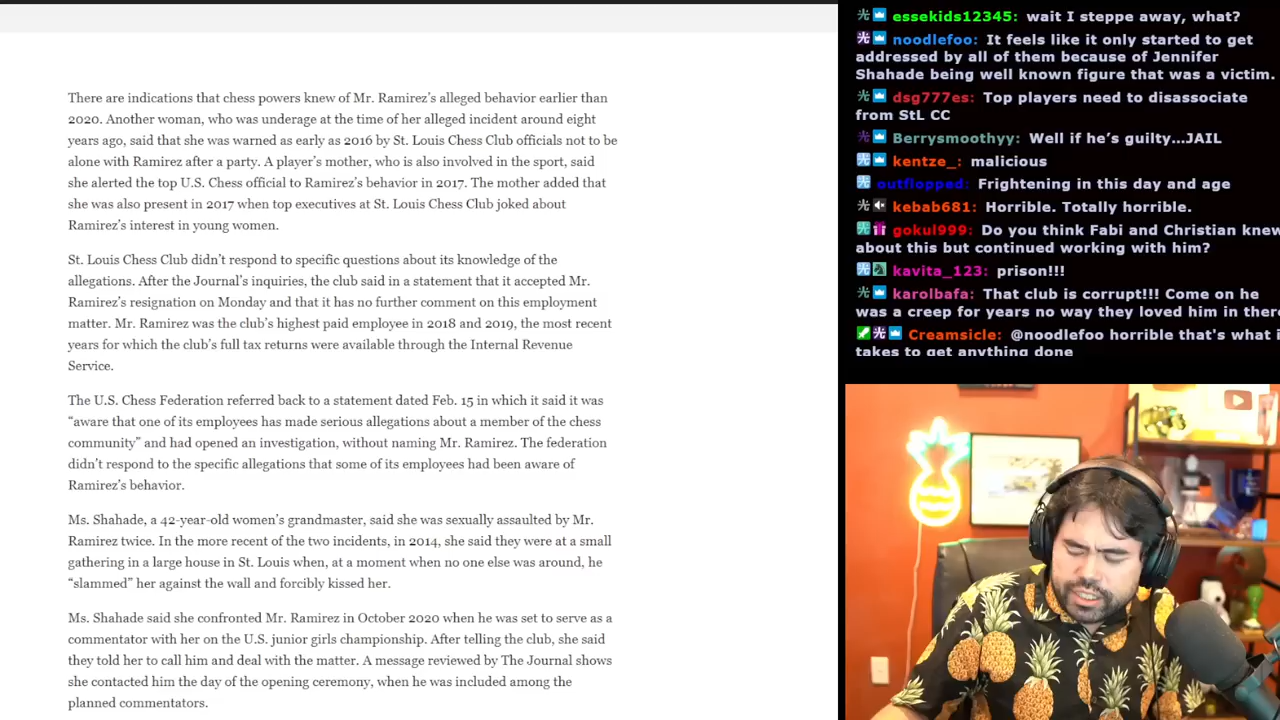 There are indications that chess powers knew of Mr. Ramirez’s alleged behavior earlier than
2020. Another woman, who was underage at the time of her alleged incident around eight
years ago, said that she was warned as early as 2016 by St. Louis Chess Club officials not to be
alone with Ramirez after a party. A player’s mother, who is also involved in the sport, said
she alerted the top U.S. Chess official to Ramirez’s behavior in 2017. The mother added that
she was also present in 2017 when top executives at St. Louis Chess Club joked about
Ramirez’s interest in young women.
St. Louis Chess Club didn’t respond to specific questions about its knowledge of the
allegations. After the Journal’s inquiries, the club said in a statement that it accepted Mr.
Ramirez’s resignation on Monday and that it has no further comment on this employment
matter. Mr. Ramirez was the club’s highest paid employee in 2018 and 2019, the most recent
years for which the club’s full tax returns were available through the Internal Revenue
Service.
The U.S. Chess Federation referred back to a statement dated Feb. 15 in which it said it was
“aware that one of its employees has made serious allegations about a member of the chess
community” and had opened an investigation, without naming Mr. Ramirez. The federation
didn’t respond to the specific allegations that some of its employees had been aware of
Ramirez’s behavior.
Ms. Shahade, a 42-year-old women’s grandmaster, said she was sexually assaulted by Mr.
Ramirez twice. In the more recent of the two incidents, in 2014, she said they were at a small
gathering in a large house in St. Louis when, at a moment when no one else was around, he
“slammed” her against the wall and forcibly kissed her.
Ms. Shahade said she confronted Mr. Ramirez in October 2020 when he was set to serve as a
commentator with her on the U.S. junior girls championship. After telling the club, she said
they told her to call him and deal with the matter. A message reviewed by The Journal shows
she contacted him the day of the opening ceremony, when he was included among the
planned commentators.
essekids12345: wait I steppe away, what?
noodlefoo: It feels like it only started to get
addressed by all of them because of Jennifer
Shahade being well known figure that was a victim.
dsg777es: Top players need to disassociate
from StL CC
Berrysmoothyy: Well if he’s guilty...JAIL
kentze_: malicious
outflopped: Frightening in this day and age
kebab681: Horrible. Totally horrible.
gokul999: Do you think Fabi and Christian knew
about this but continued working with him?
kavita_123: prison!!!
karolbafa: That club is corrupt!!! Come on he
was a creep for years no way they loved him in there
Creamsicle: @noodlefoo horrible that's what i
takes to get anything done